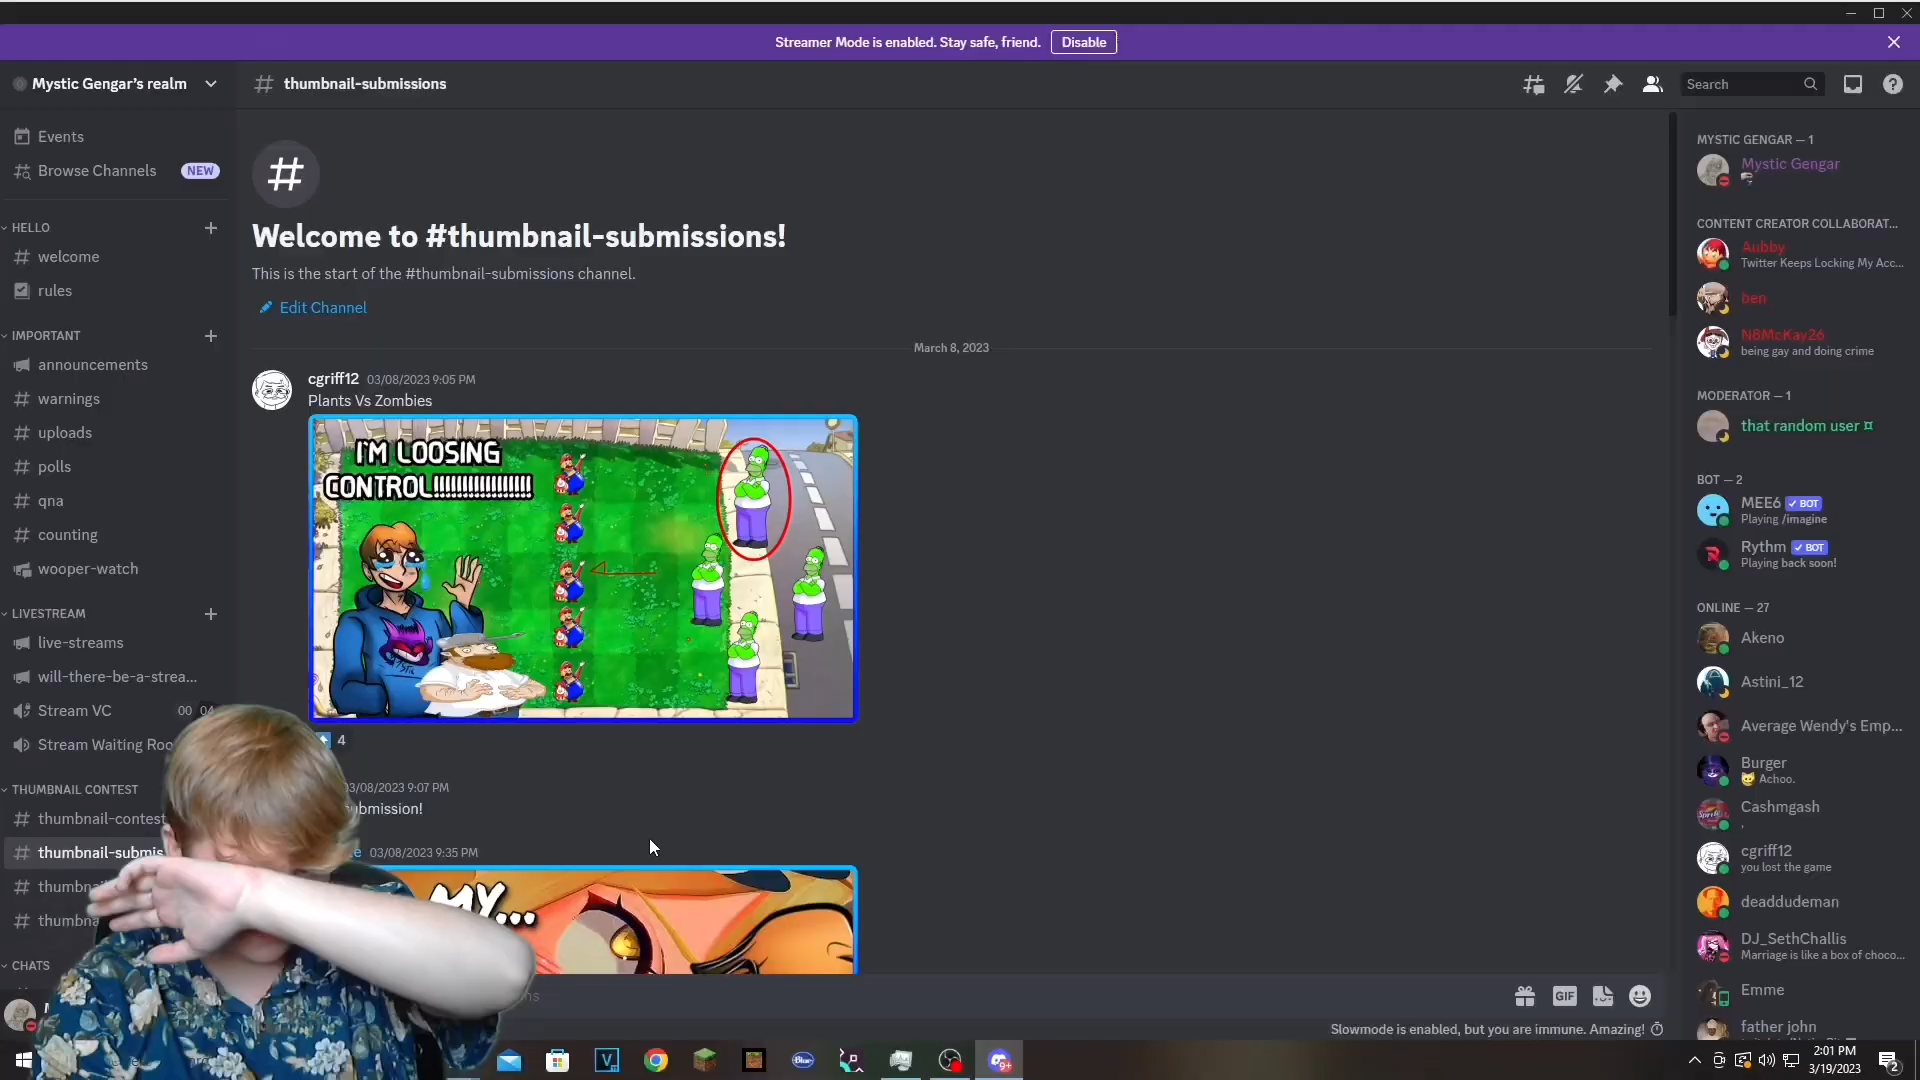 Streamer Mode is enabled. Stay safe, friend. Disable
Mystic Gengar's realm
thumbnail-submissions
Search
Events
Browse Channels NEW
HELLO
welcome
rules
IMPORTANT
announcements
warnings
uploads
polls
qna
counting
wooper-watch
LIVESTREAM
live-streams
will-there-be-a-strea...
Stream VC 00 04
Stream Waiting Roo
THUMBNAIL CONTEST
thumbnail-contest
thumbnail-submis
thumbnai
thumbna
CHATS
Welcome to #thumbnail-submissions!
This is the start of the #thumbnail-submissions channel.
Edit Channel
March 8, 2023
cgriff12 03/08/2023 9:05 PM
Plants Vs Zombies
I'M LOOSING
CONTROL!!!!!!!!!!!!!!!!
4
03/08/2023 9:07 PM
ubmission!
03/08/2023 9:35 PM
MY...
GIF
Slowmode is enabled, but you are immune. Amazing!
MYSTIC GENGAR — 1
Mystic Gengar
CONTENT CREATOR COLLABORAT...
Aubby
Twitter Keeps Locking My Acc...
ben
N8McKay26
being gay and doing crime
MODERATOR — 1
that random user ¤
BOT — 2
MEE6 BOT
Playing /imagine
Rythm BOT
Playing back soon!
ONLINE — 27
Akeno
Astini_12
Average Wendy's Emp...
Burger
Achoo.
Cashmgash
,
cgriff12
you lost the game
deaddudeman
DJ_SethChallis
Marriage is like a box of choco...
Emme
father john
2:01 PM
3/19/2023
2